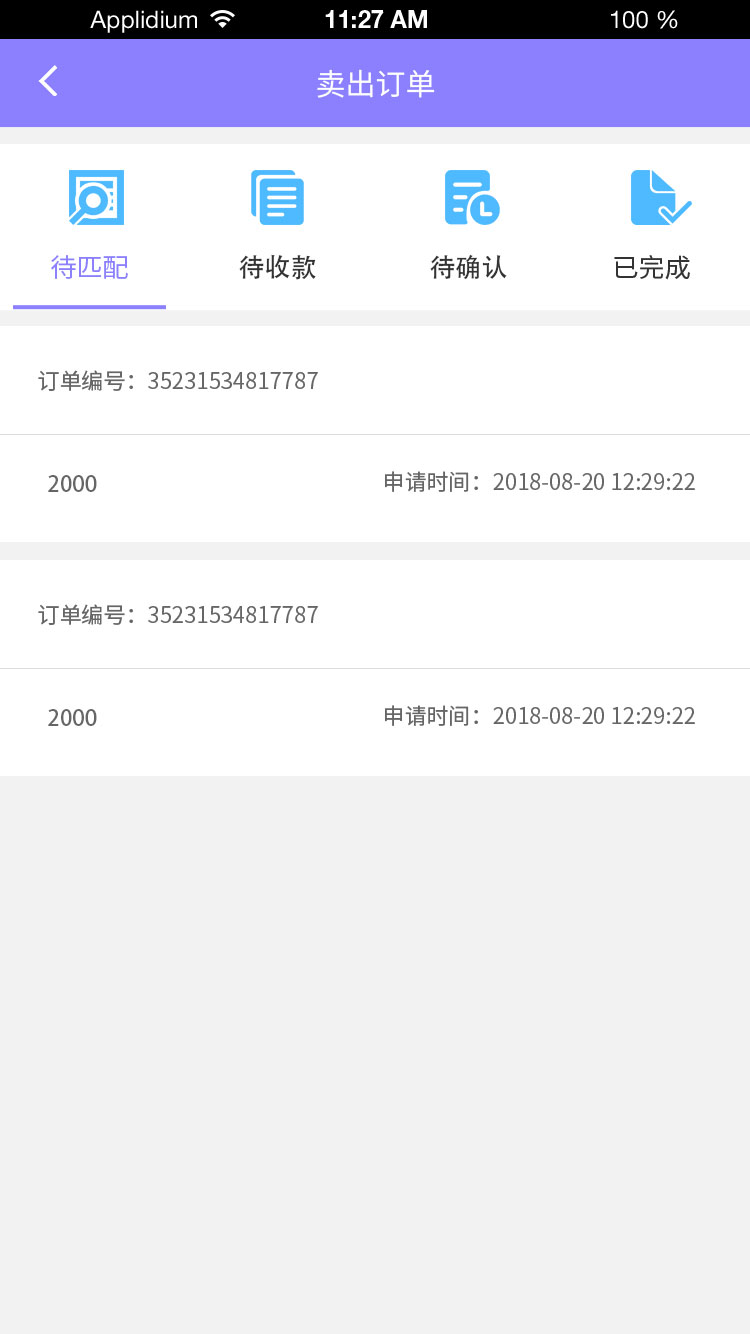 Applidium 11:27 AM 100 %
卖出订单
待匹配 待收款 待确认 已完成
订单编号：35231534817787
2000 申请时间：2018-08-20 12:29:22
订单编号：35231534817787
2000 申请时间：2018-08-20 12:29:22